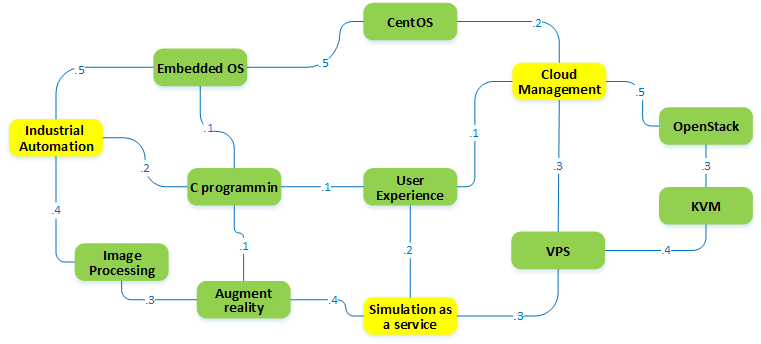 CentOS
.2
.5
Embedded OS
.5
Cloud
Management
.5
OpenStack
Industrial
Automation
.1
.1
.2
.3
.3
C programmin
.1
User
Experience
KVM
.4
.1
.2
VPS
.4
Image
Processing
.3
Augment
reality
.4
Simulation as
a service
.3